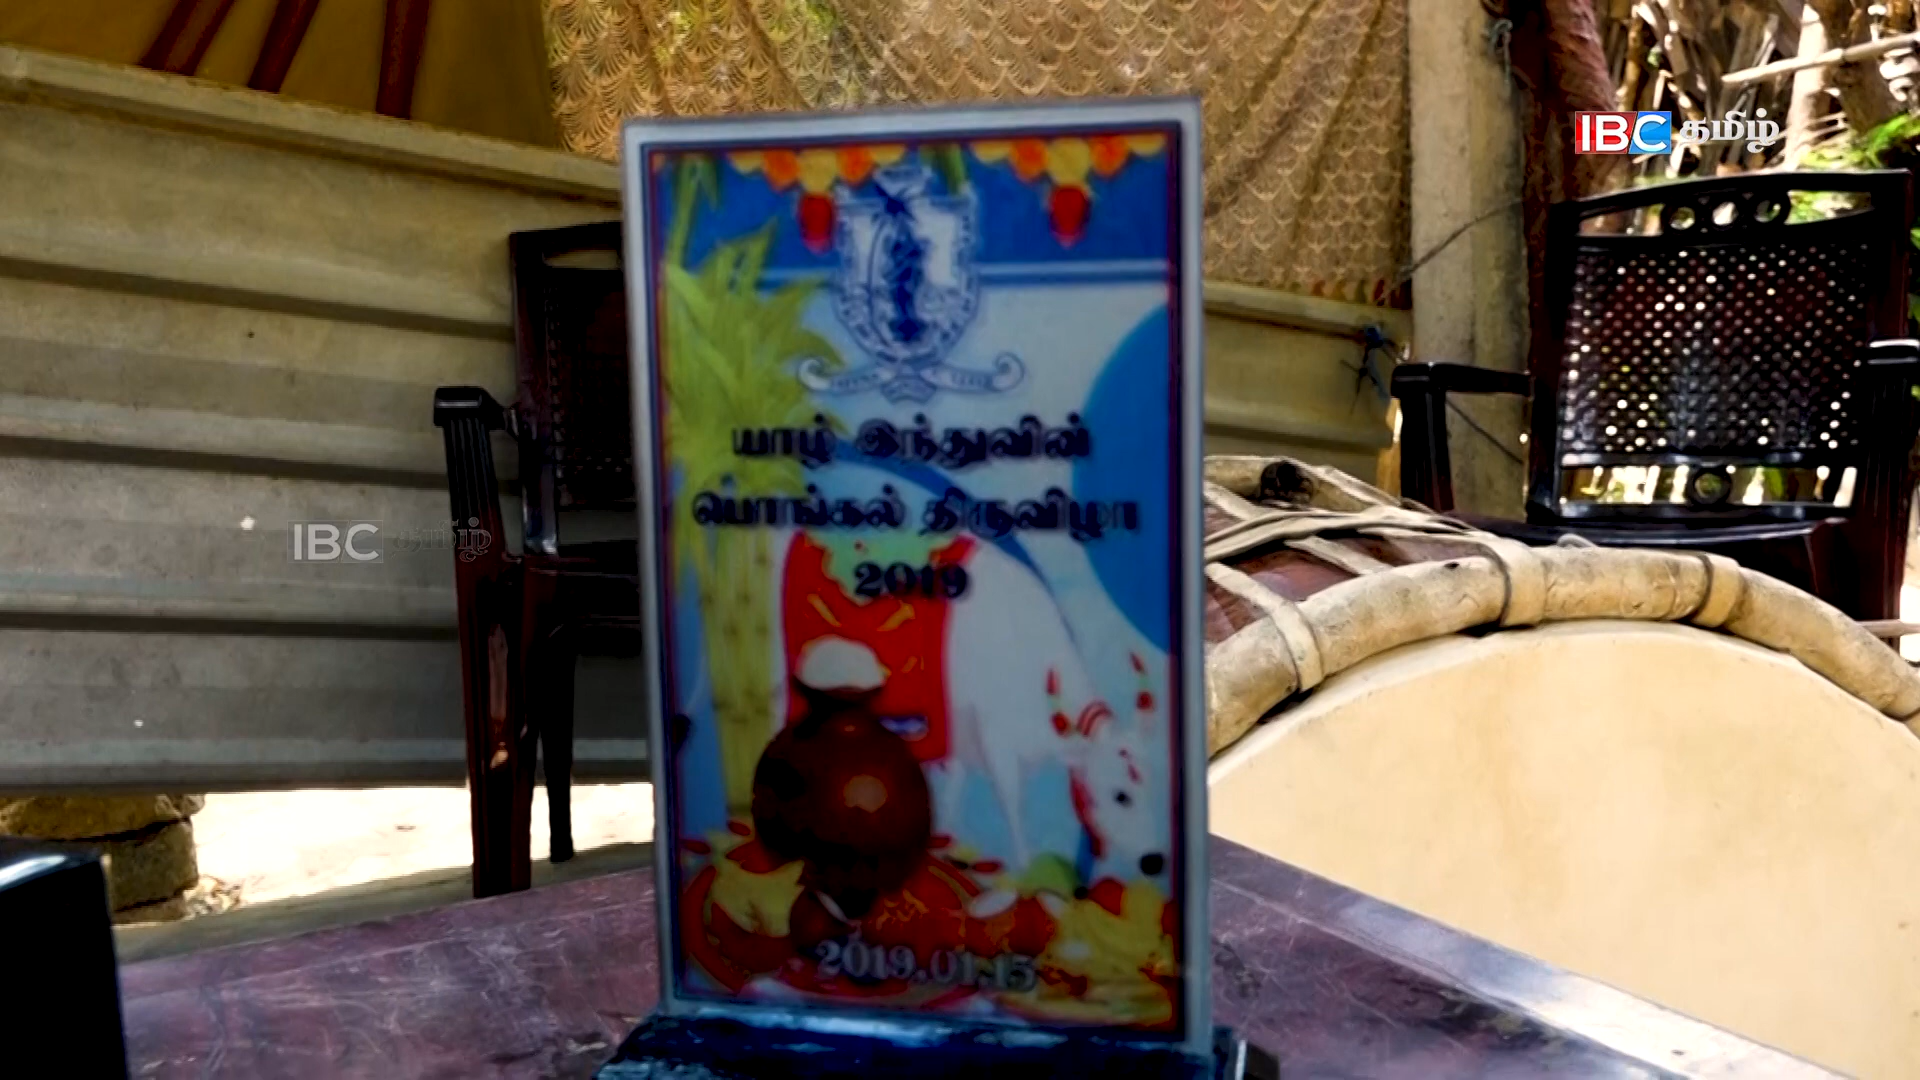 IBC தமிழ்
யாழ் இந்துவின்
பொங்கல் திருவிழா
2019
IBC தமிழ்
2019.01.15